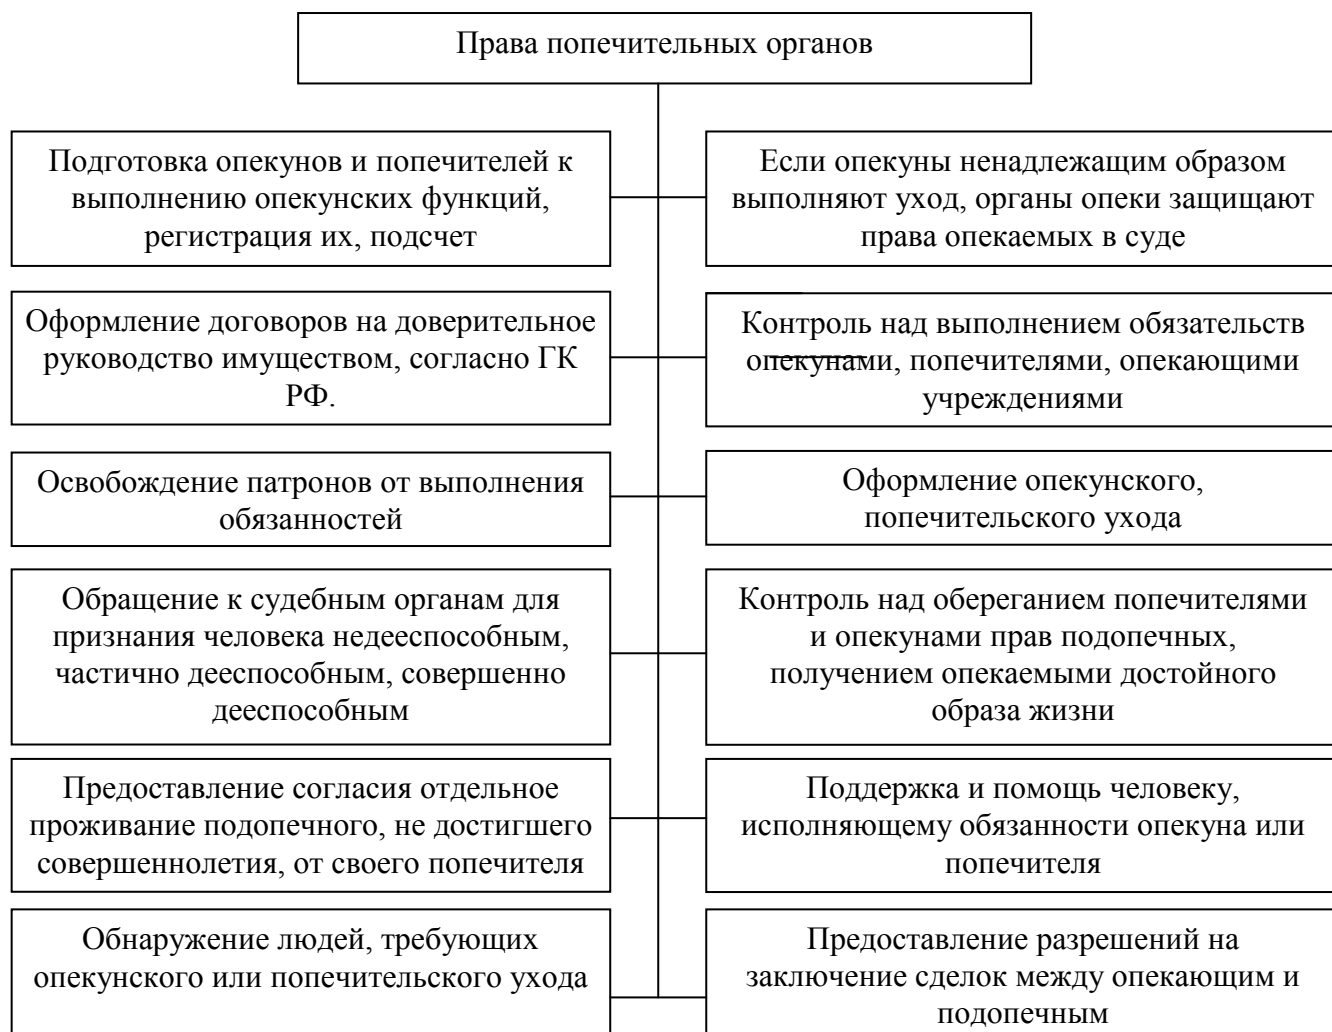 Права попечительных органов
Подготовка опекунов и попечителей к
выполнению опекунских функций,
регистрация их, подсчет
Если опекуны ненадлежащим образом
выполняют уход, органы опеки защищают
права опекаемых в суде
Оформление договоров на доверительное
руководство имуществом, согласно ГК
РФ.
Контроль над выполнением обязательств
опекунами, попечителями, опекающими
учреждениями
Освобождение патронов от выполнения
обязанностей
Оформление опекунского,
попечительского ухода
Обращение к судебным органам для
признания человека недееспособным,
частично дееспособным, совершенно
дееспособным
Контроль над обереганием попечителями
и опекунами прав подопечных,
получением опекаемыми достойного
образа жизни
Предоставление согласия отдельное
проживание подопечного, не достигшего
совершеннолетия, от своего попечителя
Поддержка и помощь человеку,
исполняющему обязанности опекуна или
попечителя
Обнаружение людей, требующих
опекунского или попечительского ухода
Предоставление разрешений на
заключение сделок между опекающим и
подопечным